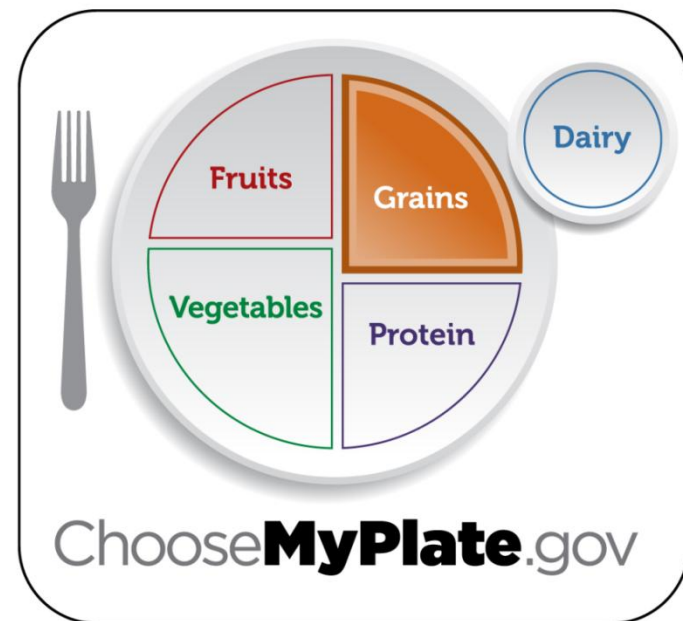 Fruits
Grains
Dairy
Vegetables
Protein
ChooseMyPlate.gov